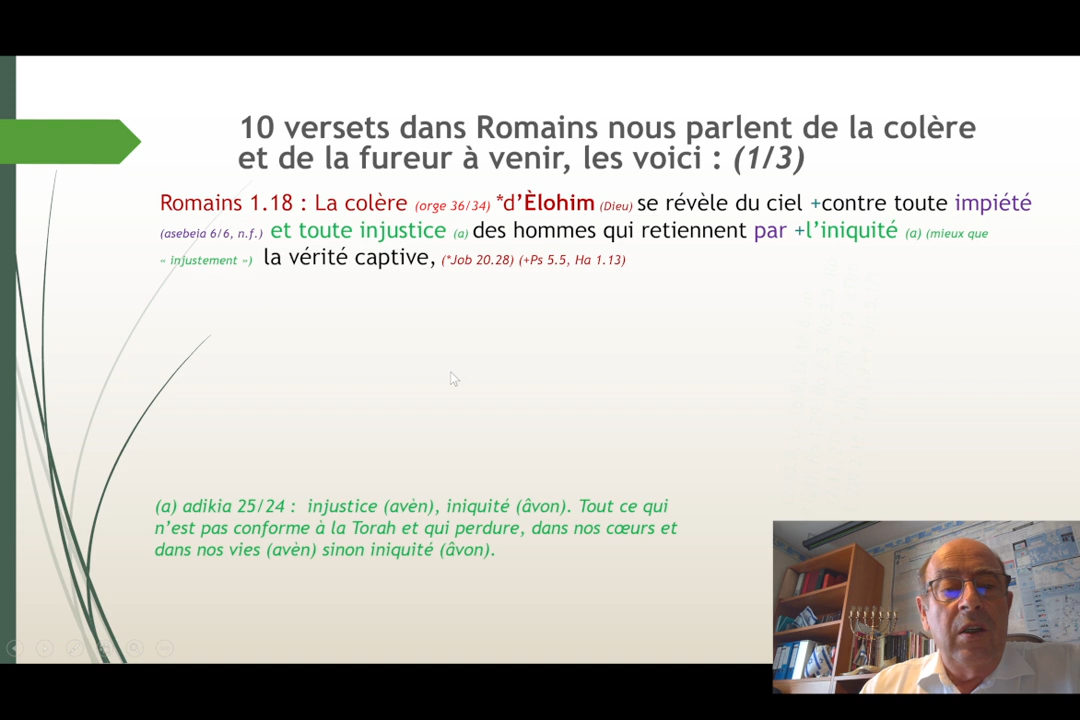 10 versets dans Romains nous parlent de la colère
et de la fureur à venir, les voici : (1/3)
Romains 1.18 : La colère (orge 36/34) *d’Èlohim (Dieu) se révèle du ciel +contre toute impiété
(asebeia 6/6, n.f.) et toute injustice (a) des hommes qui retiennent par +l’iniquité (a) (mieux que
« injustement ») la vérité captive, (*Job 20.28) (+Ps 5.5, Ha 1.13)
(a) adikia 25/24 : injustice (avèn), iniquité (âvon). Tout ce qui
n’est pas conforme à la Torah et qui perdure, dans nos cœurs et
dans nos vies (avèn) sinon iniquité (âvon).